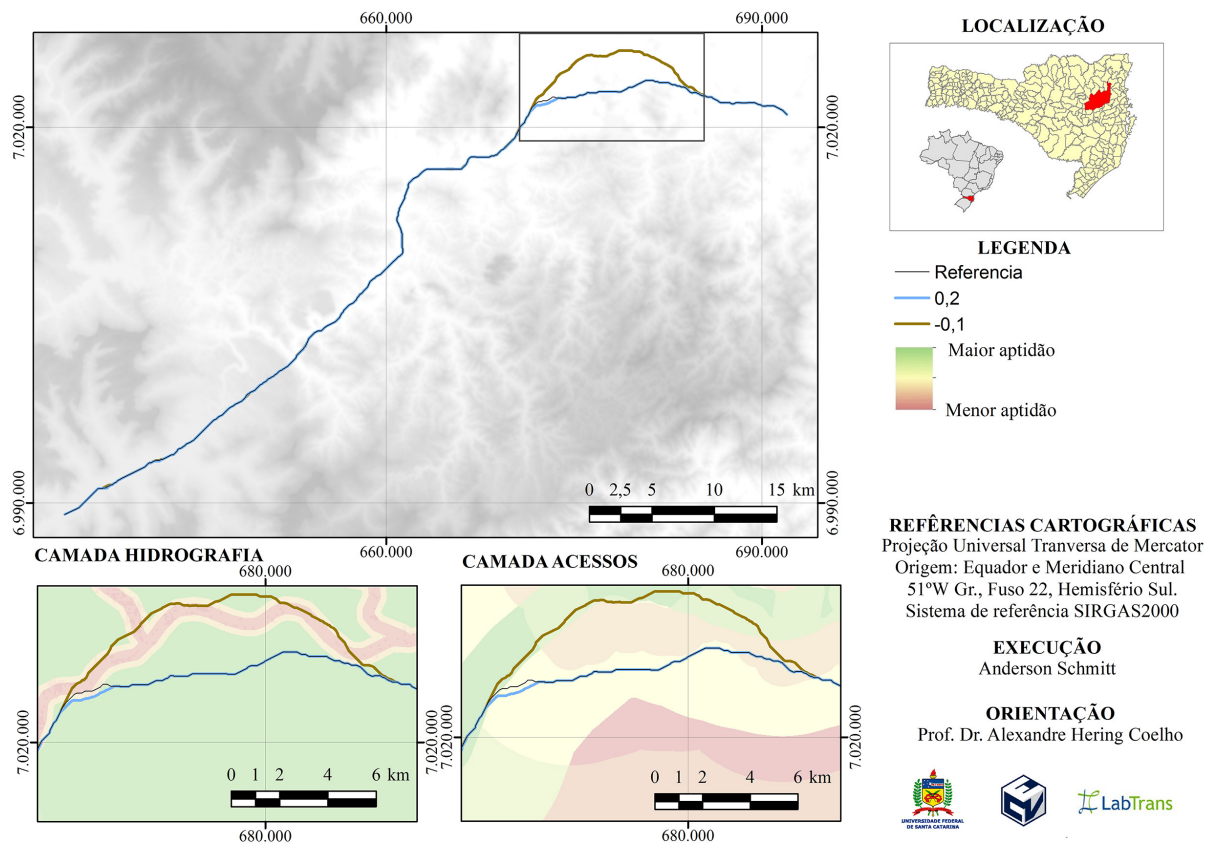 660.000
690.000
7.020.000
7.020.000
6.990.000
6.990.000
0 2,5 5 10 15 km
660.000
690.000
CAMADA HIDROGRAFIA
680.000
7.020.000
7.020.000
0 1 2 4 6 km
680.000
CAMADA ACESSOS
680.000
7.020.000
0 1 2 4 6 km
680.000
LOCALIZAÇÃO
LEGENDA
Referencia
0,2
-0,1
Maior aptidão
Menor aptidão
REFÊRENCIAS CARTOGRÁFICAS
Projeção Universal Tranversa de Mercator
Origem: Equador e Meridiano Central
51ºW Gr., Fuso 22, Hemisfério Sul.
Sistema de referência SIRGAS2000
EXECUÇÃO
Anderson Schmitt
ORIENTAÇÃO
Prof. Dr. Alexandre Hering Coelho
UNIVERSIDADE FEDERAL
DE SANTA CATARINA
LabTrans